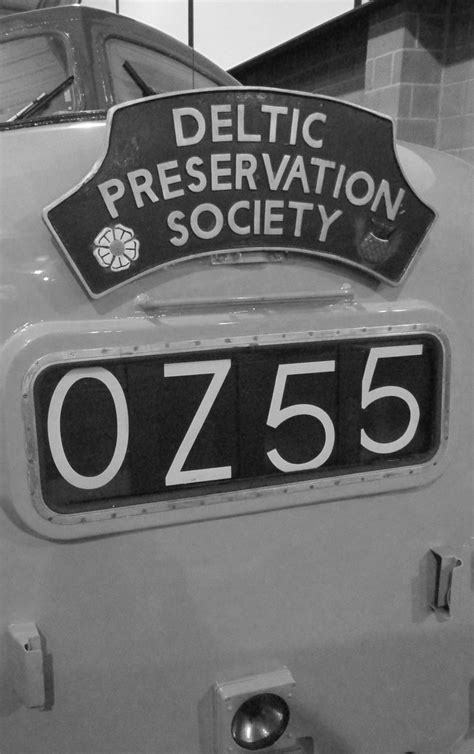 DELTIC
PRESERVATION
SOCIETY
0Z55